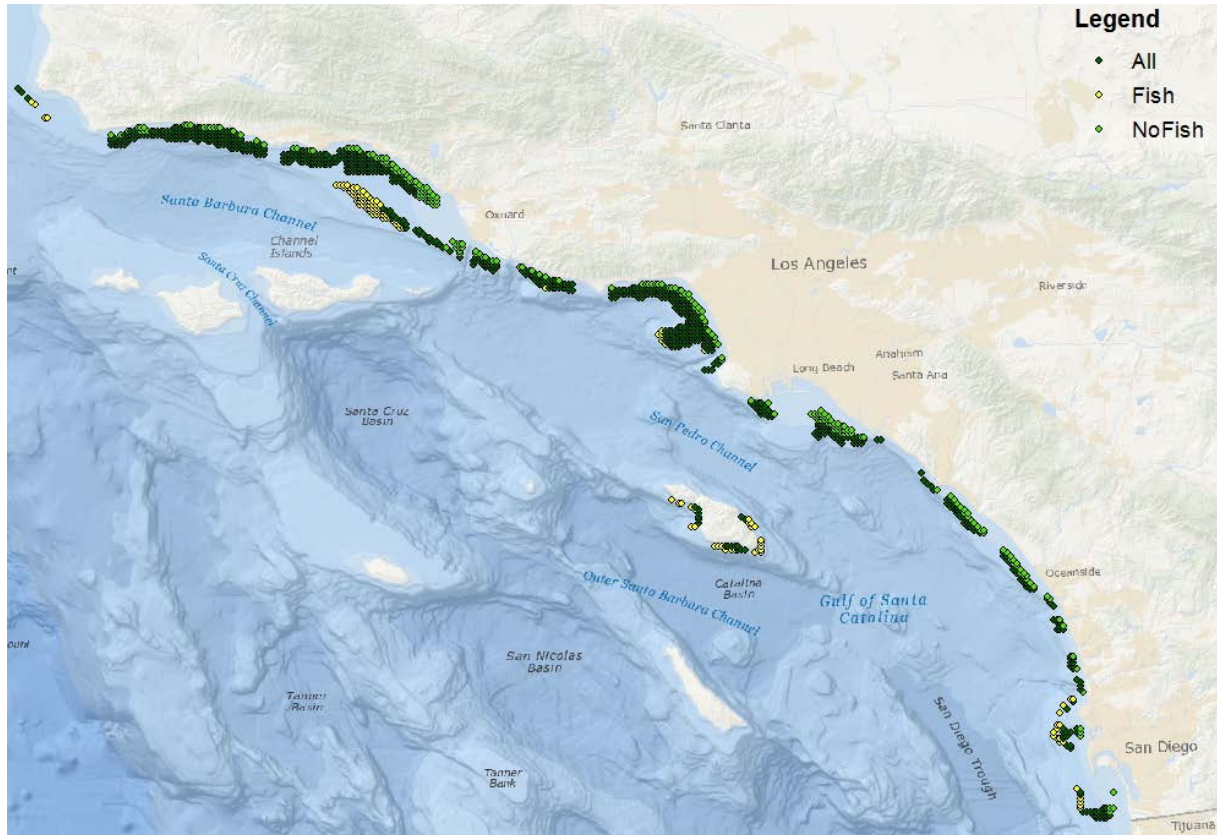 Legend
All
Fish
NoFish
Santa Clarita
Santa Barbara Channel
Oxnard
Channel
Islands
Santa Cruz Channel
Los Angeles
Riverside
Anaheim
Long Beach
Santa Ana
Santa Cruz
Basin
San Pedro Channel
Oceanside
Catalina
Basin
Outer Santa Barbara Channel
Gulf of Santa
Catalina
San Nicolas
Basin
Tanner
Basin
San Diego Trough
San Diego
Tanner
Bank
Tijuana